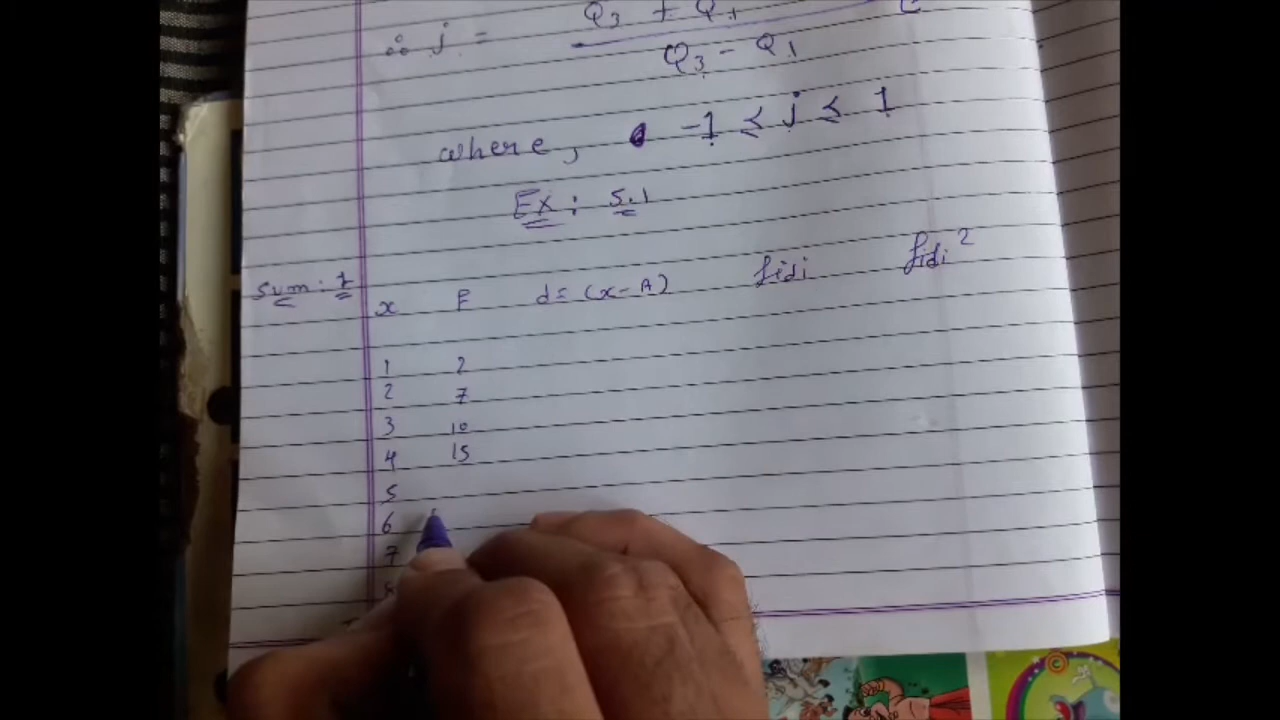 ∴ j = Q3 + Q1
Q3 - Q1
where, -1 ≤ j ≤ 1
Ex: 5.1
Sum: 1
x F d = (x - A) fidi fidi²
1 2
2 7
3 10
4 15
5
6
7
8